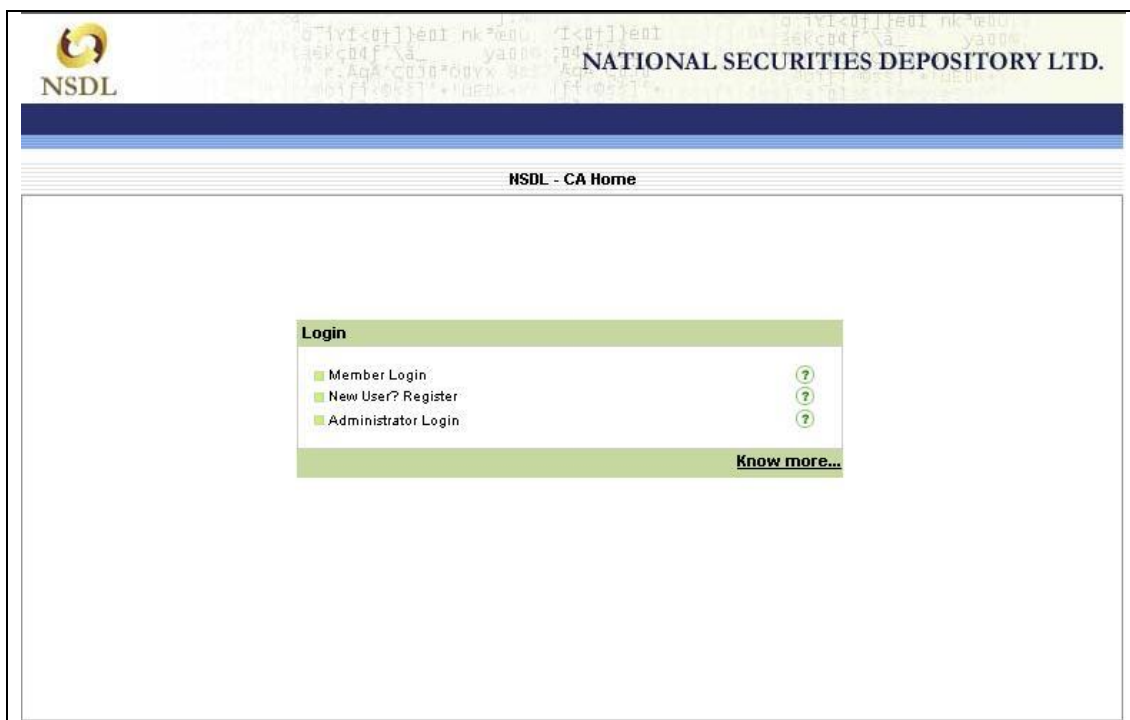 NSDL
NATIONAL SECURITIES DEPOSITORY LTD.
NSDL - CA Home
Login
Member Login
?
New User? Register
?
Administrator Login
?
Know more...